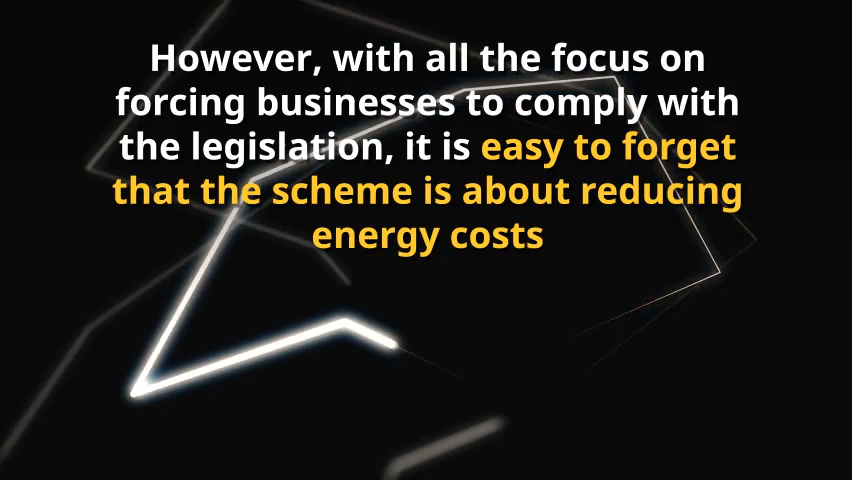 However, with all the focus on
forcing businesses to comply with
the legislation, it is easy to forget
that the scheme is about reducing
energy costs